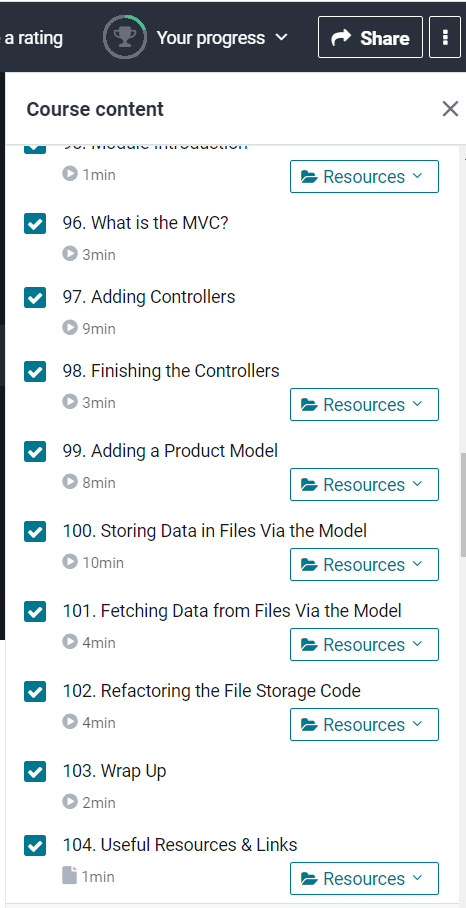 a rating
Your progress
Share
Course content
95. Module Introduction
1min
Resources
96. What is the MVC?
3min
97. Adding Controllers
9min
98. Finishing the Controllers
3min
Resources
99. Adding a Product Model
8min
Resources
100. Storing Data in Files Via the Model
10min
Resources
101. Fetching Data from Files Via the Model
4min
Resources
102. Refactoring the File Storage Code
4min
Resources
103. Wrap Up
2min
104. Useful Resources & Links
1min
Resources